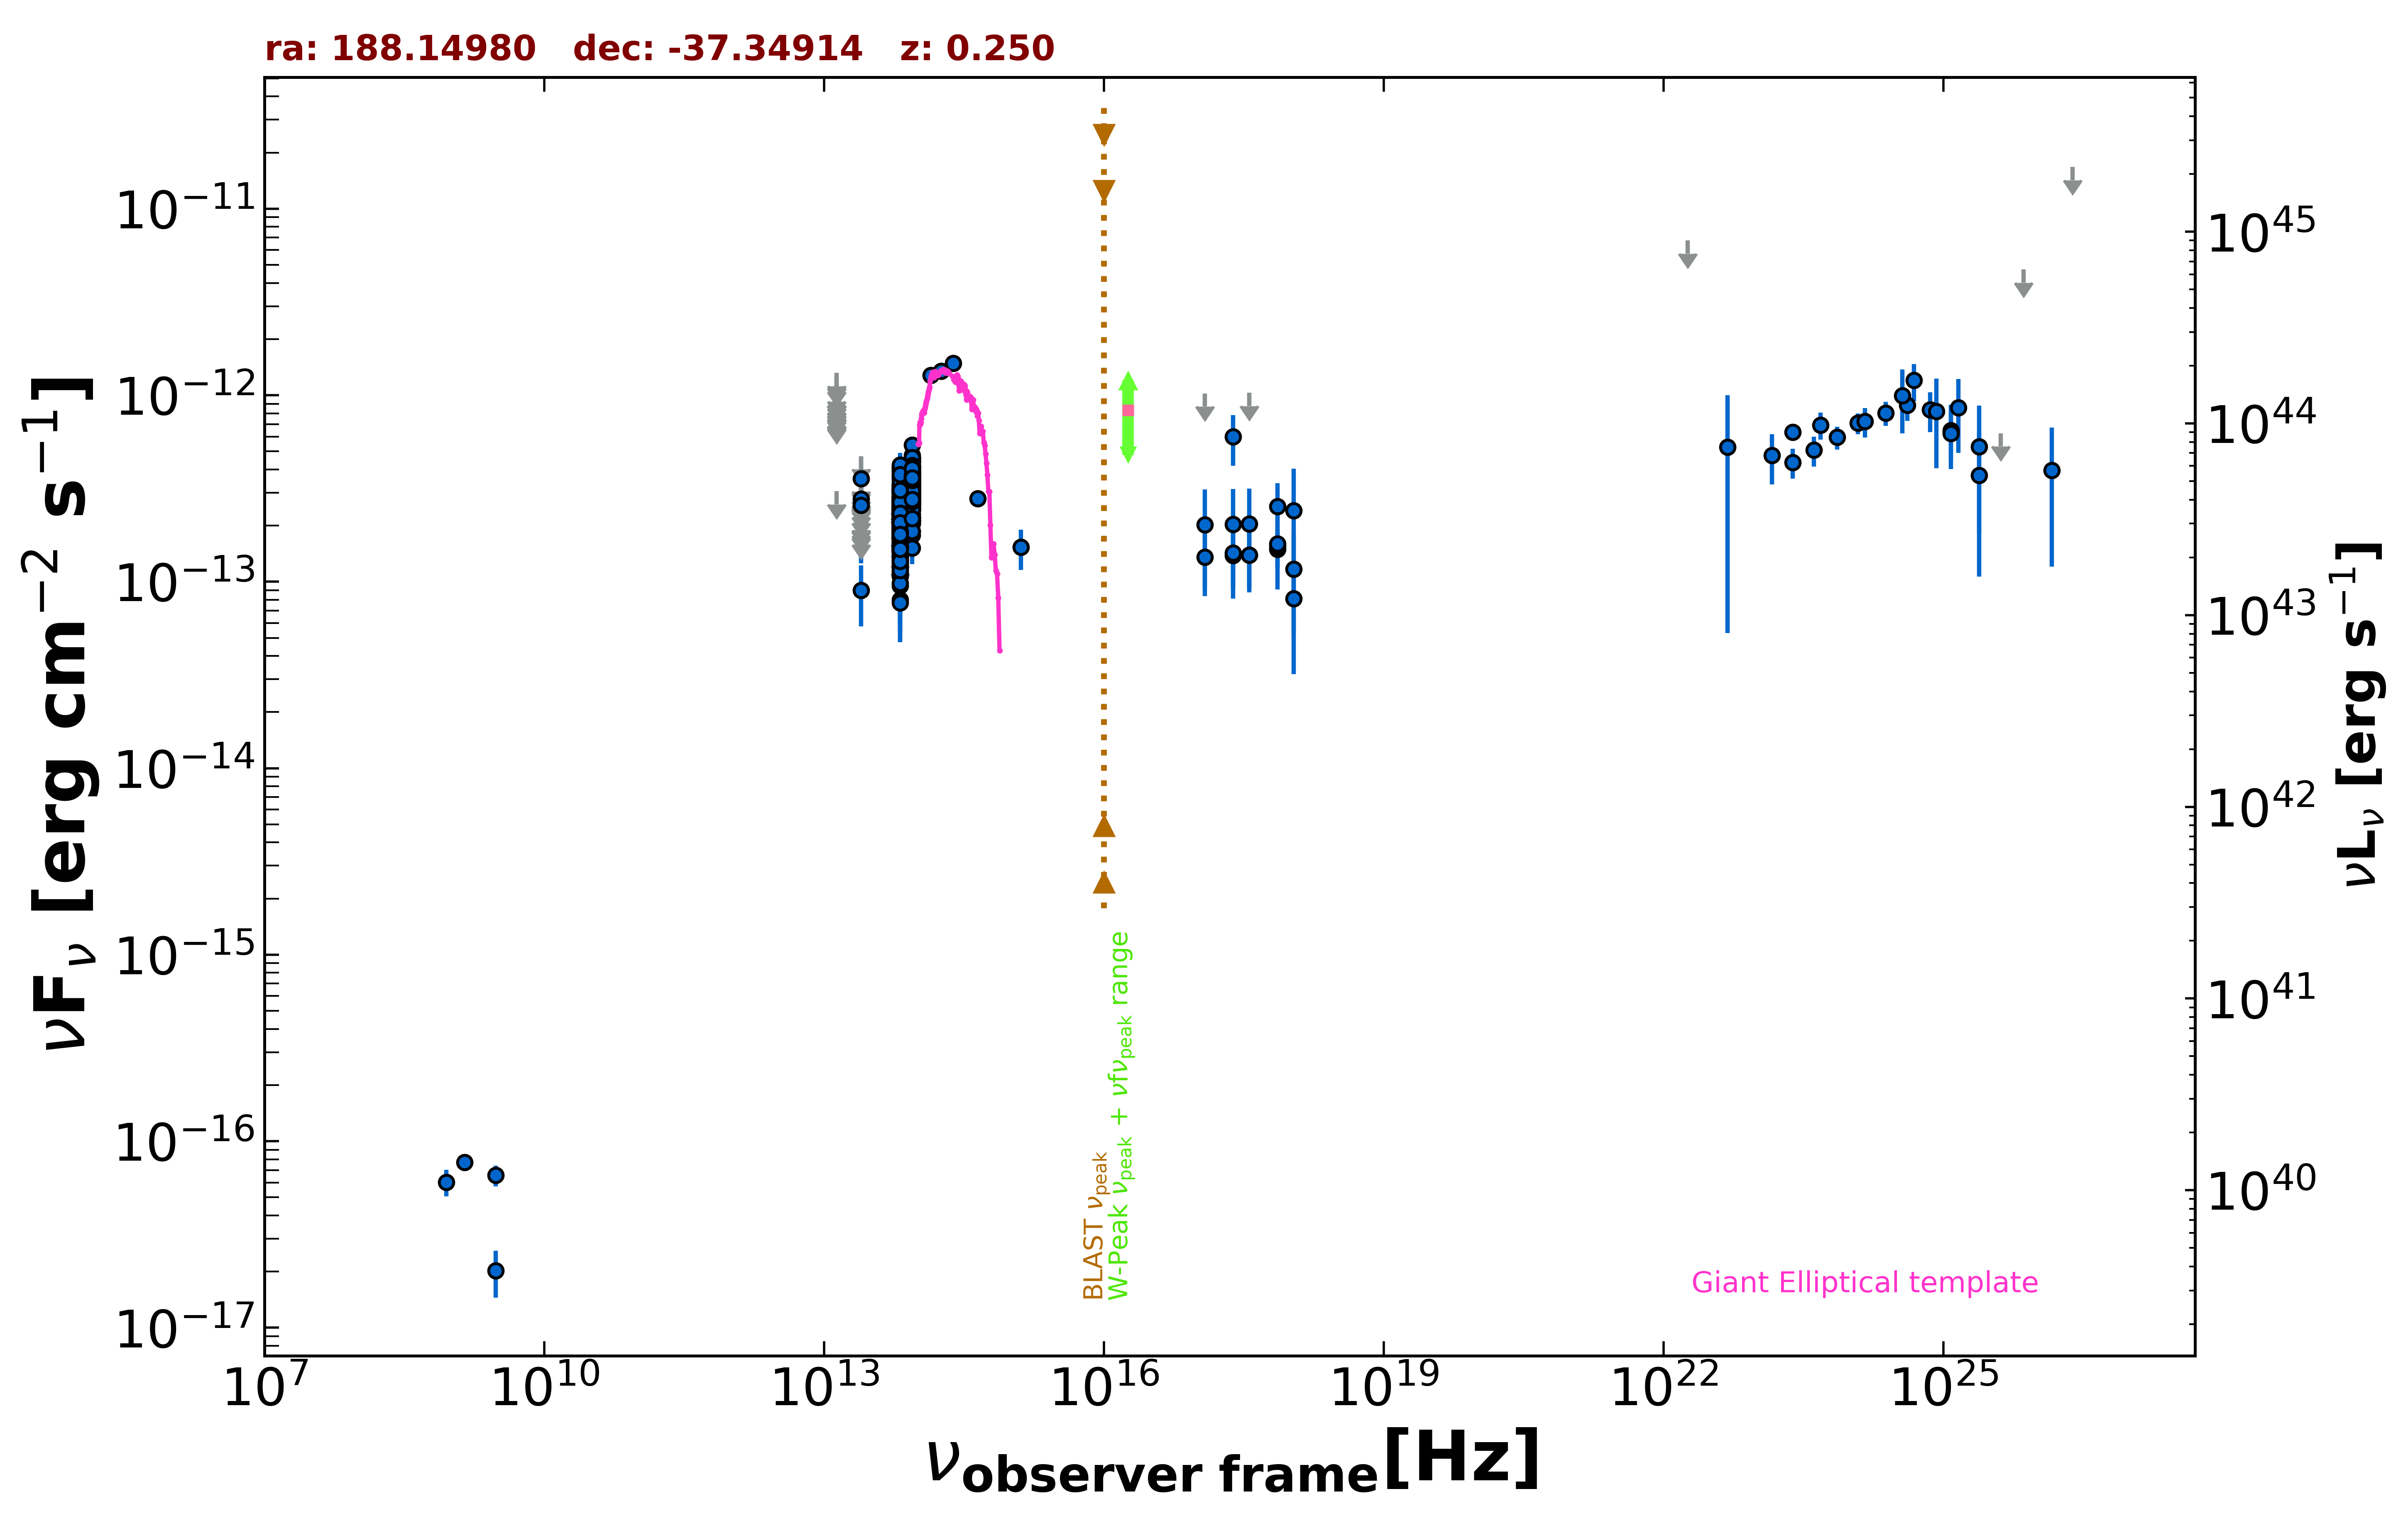 ra: 188.14980 dec: -37.34914 z: 0.250
νFν [erg cm⁻² s⁻¹]
10⁻¹¹
10⁻¹²
10⁻¹³
10⁻¹⁴
10⁻¹⁵
10⁻¹⁶
10⁻¹⁷
BLAST νpeak
W-Peak νpeak + νfνpeak range
Giant Elliptical template
10⁴⁵
10⁴⁴
10⁴³
10⁴²
10⁴¹
10⁴⁰
νLν [erg s⁻¹]
10⁷ 10¹⁰ 10¹³ 10¹⁶ 10¹⁹ 10²² 10²⁵
νobserver frame[Hz]